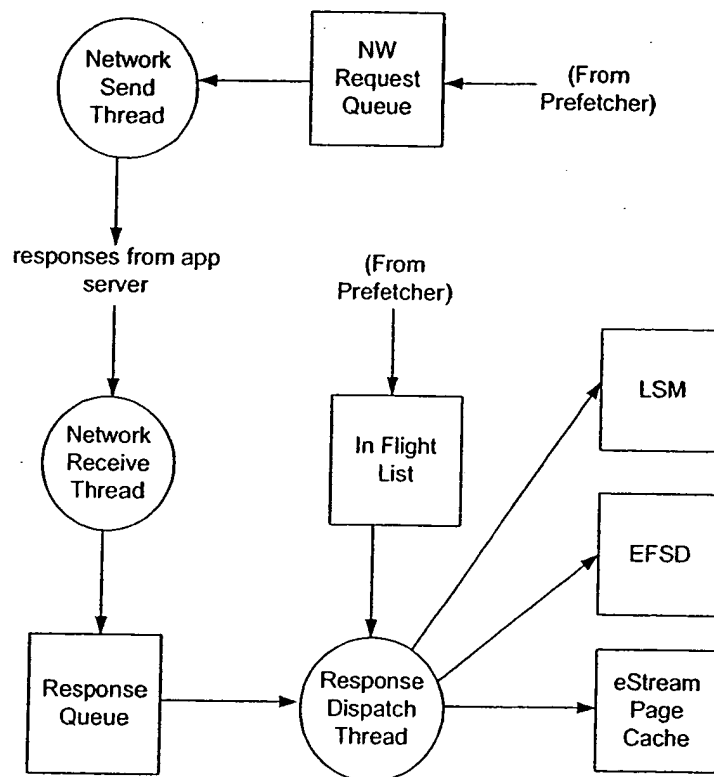 Network
Send
Thread
NW
Request
Queue
(From
Prefetcher)
responses from app
server
(From
Prefetcher)
LSM
Network
Receive
Thread
In Flight
List
EFSD
Response
Queue
Response
Dispatch
Thread
eStream
Page
Cache